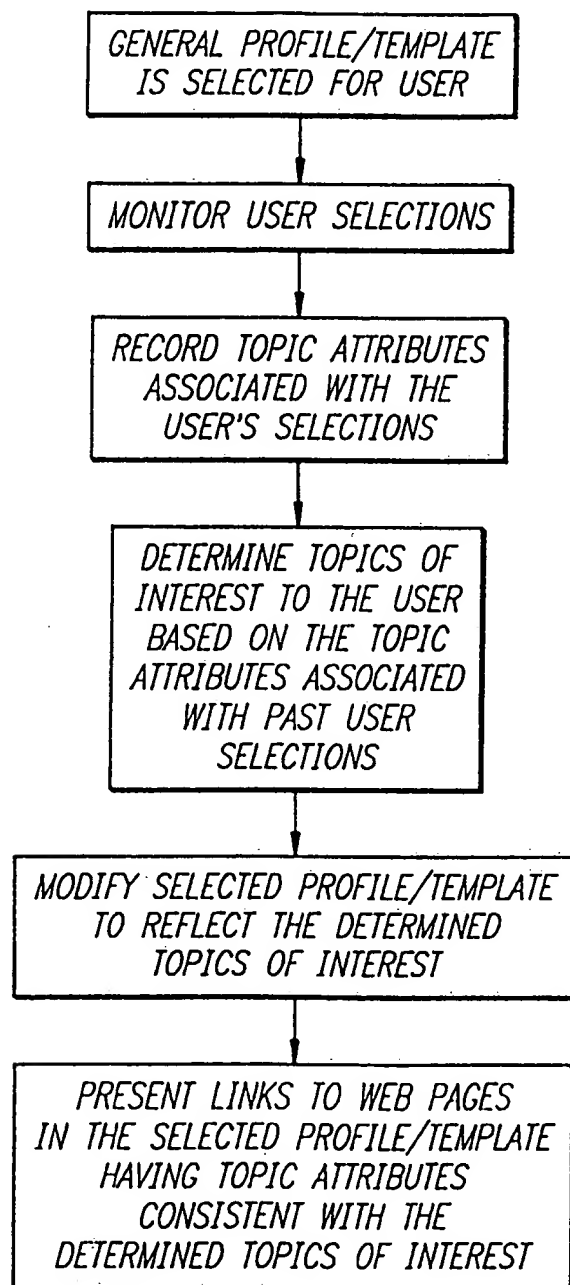 GENERAL PROFILE/TEMPLATE
IS SELECTED FOR USER
MONITOR USER SELECTIONS
RECORD TOPIC ATTRIBUTES
ASSOCIATED WITH THE
USER'S SELECTIONS
DETERMINE TOPICS OF
INTEREST TO THE USER
BASED ON THE TOPIC
ATTRIBUTES ASSOCIATED
WITH PAST USER
SELECTIONS
MODIFY SELECTED PROFILE/TEMPLATE
TO REFLECT THE DETERMINED
TOPICS OF INTEREST
PRESENT LINKS TO WEB PAGES
IN THE SELECTED PROFILE/TEMPLATE
HAVING TOPIC ATTRIBUTES
CONSISTENT WITH THE
DETERMINED TOPICS OF INTEREST